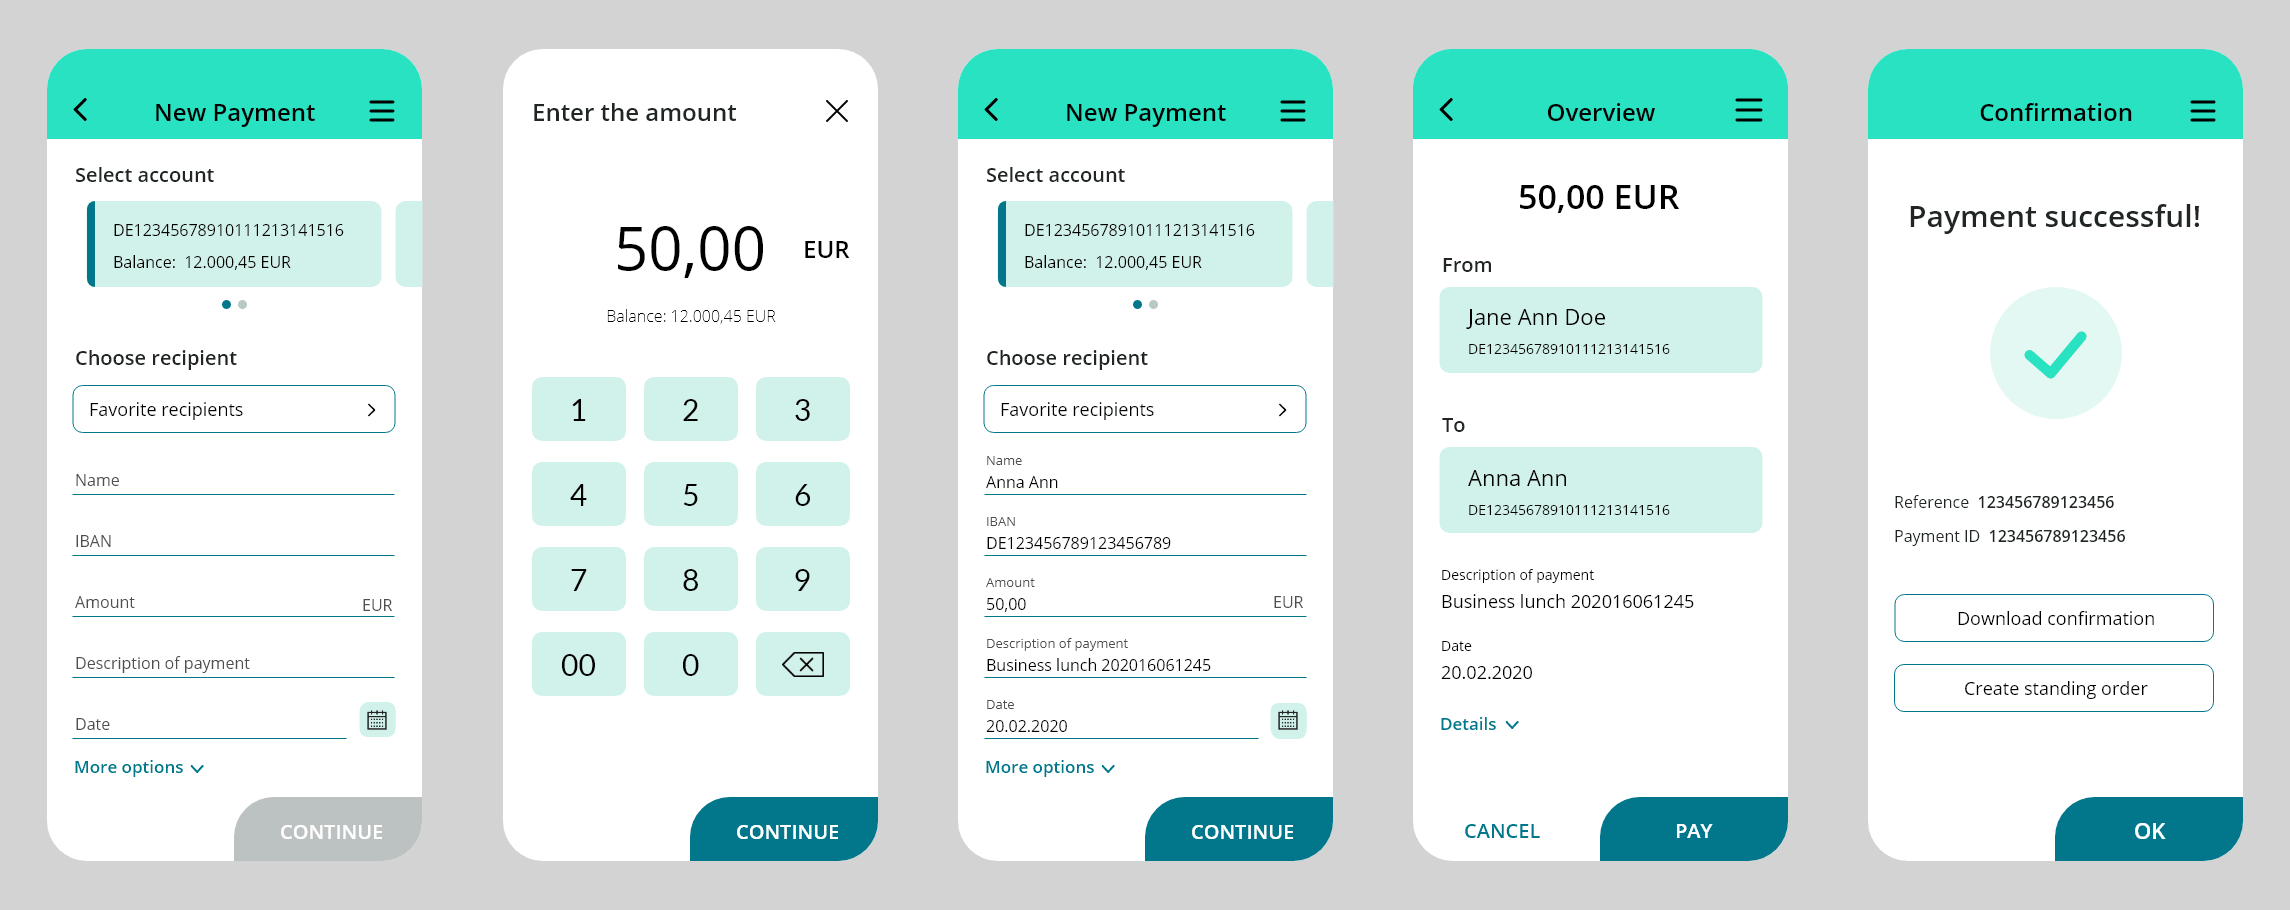 New Payment
Select account
DE12345678910111213141516
Balance: 12.000,45 EUR
Choose recipient
Favorite recipients
Name
IBAN
Amount EUR
Description of payment
Date
More options
CONTINUE
Enter the amount
50,00 EUR
Balance: 12.000,45 EUR
1 2 3
4 5 6
7 8 9
00 0
CONTINUE
New Payment
Select account
DE12345678910111213141516
Balance: 12.000,45 EUR
Choose recipient
Favorite recipients
Name
Anna Ann
IBAN
DE123456789123456789
Amount
50,00 EUR
Description of payment
Business lunch 202016061245
Date
20.02.2020
More options
CONTINUE
Overview
50,00 EUR
From
Jane Ann Doe
DE12345678910111213141516
To
Anna Ann
DE12345678910111213141516
Description of payment
Business lunch 202016061245
Date
20.02.2020
Details
CANCEL PAY
Confirmation
Payment successful!
Reference 123456789123456
Payment ID 123456789123456
Download confirmation
Create standing order
OK